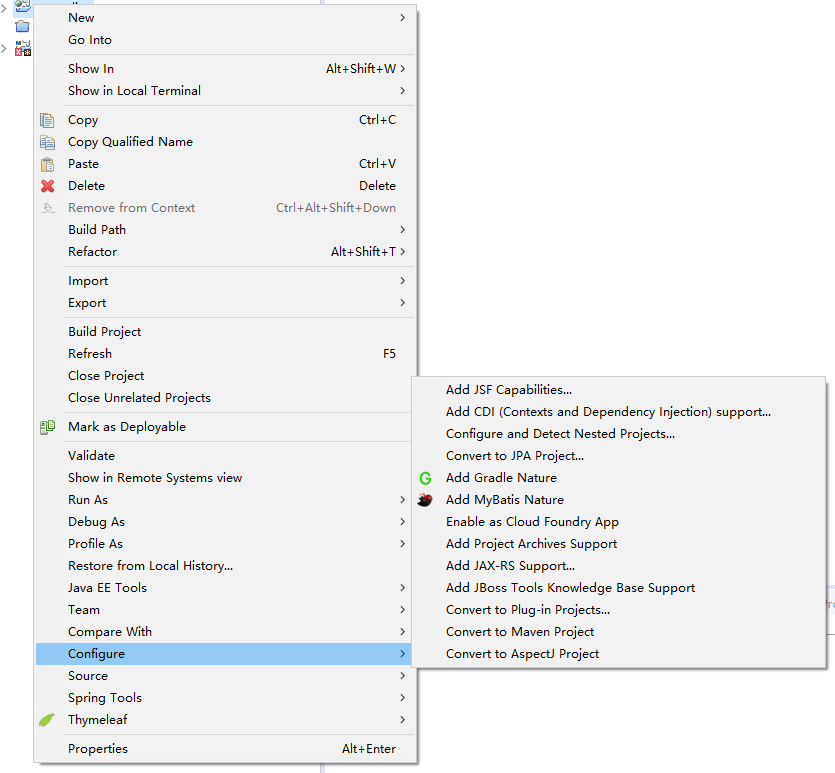 New
Go Into
Show In Alt+Shift+W
Show in Local Terminal
Copy Ctrl+C
Copy Qualified Name
Paste Ctrl+V
Delete Delete
Remove from Context Ctrl+Alt+Shift+Down
Build Path
Refactor Alt+Shift+T
Import
Export
Build Project
Refresh F5
Close Project
Close Unrelated Projects
Mark as Deployable
Validate
Show in Remote Systems view
Run As
Debug As
Profile As
Restore from Local History...
Java EE Tools
Team
Compare With
Configure
Source
Spring Tools
Thymeleaf
Properties Alt+Enter
Add JSF Capabilities...
Add CDI (Contexts and Dependency Injection) support...
Configure and Detect Nested Projects...
Convert to JPA Project...
Add Gradle Nature
Add MyBatis Nature
Enable as Cloud Foundry App
Add Project Archives Support
Add JAX-RS Support...
Add JBoss Tools Knowledge Base Support
Convert to Plug-in Projects...
Convert to Maven Project
Convert to AspectJ Project